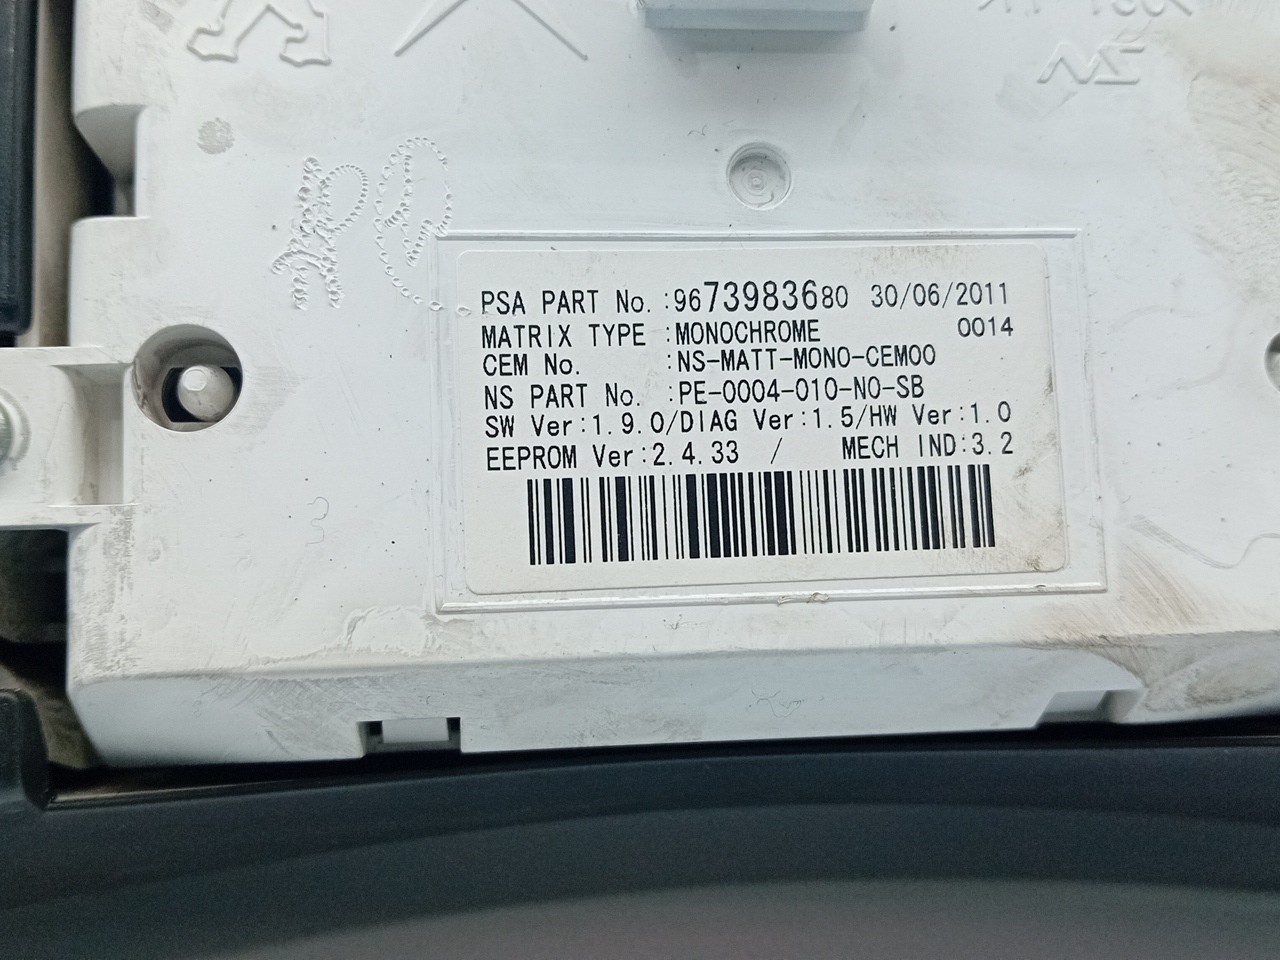 PSA PART No. :9673983680 30/06/2011
MATRIX TYPE :MONOCHROME 0014
CEM No. :NS-MATT-MONO-CEM00
NS PART No. :PE-0004-010-N0-SB
SW Ver:1.9.0/DIAG Ver:1.5/HW Ver:1.0
EEPROM Ver:2.4.33 / MECH IND:3.2
3